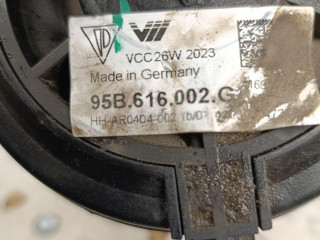 VCC26W 2023
Made in Germany
95B.616.002.G
HH-AR0404-002